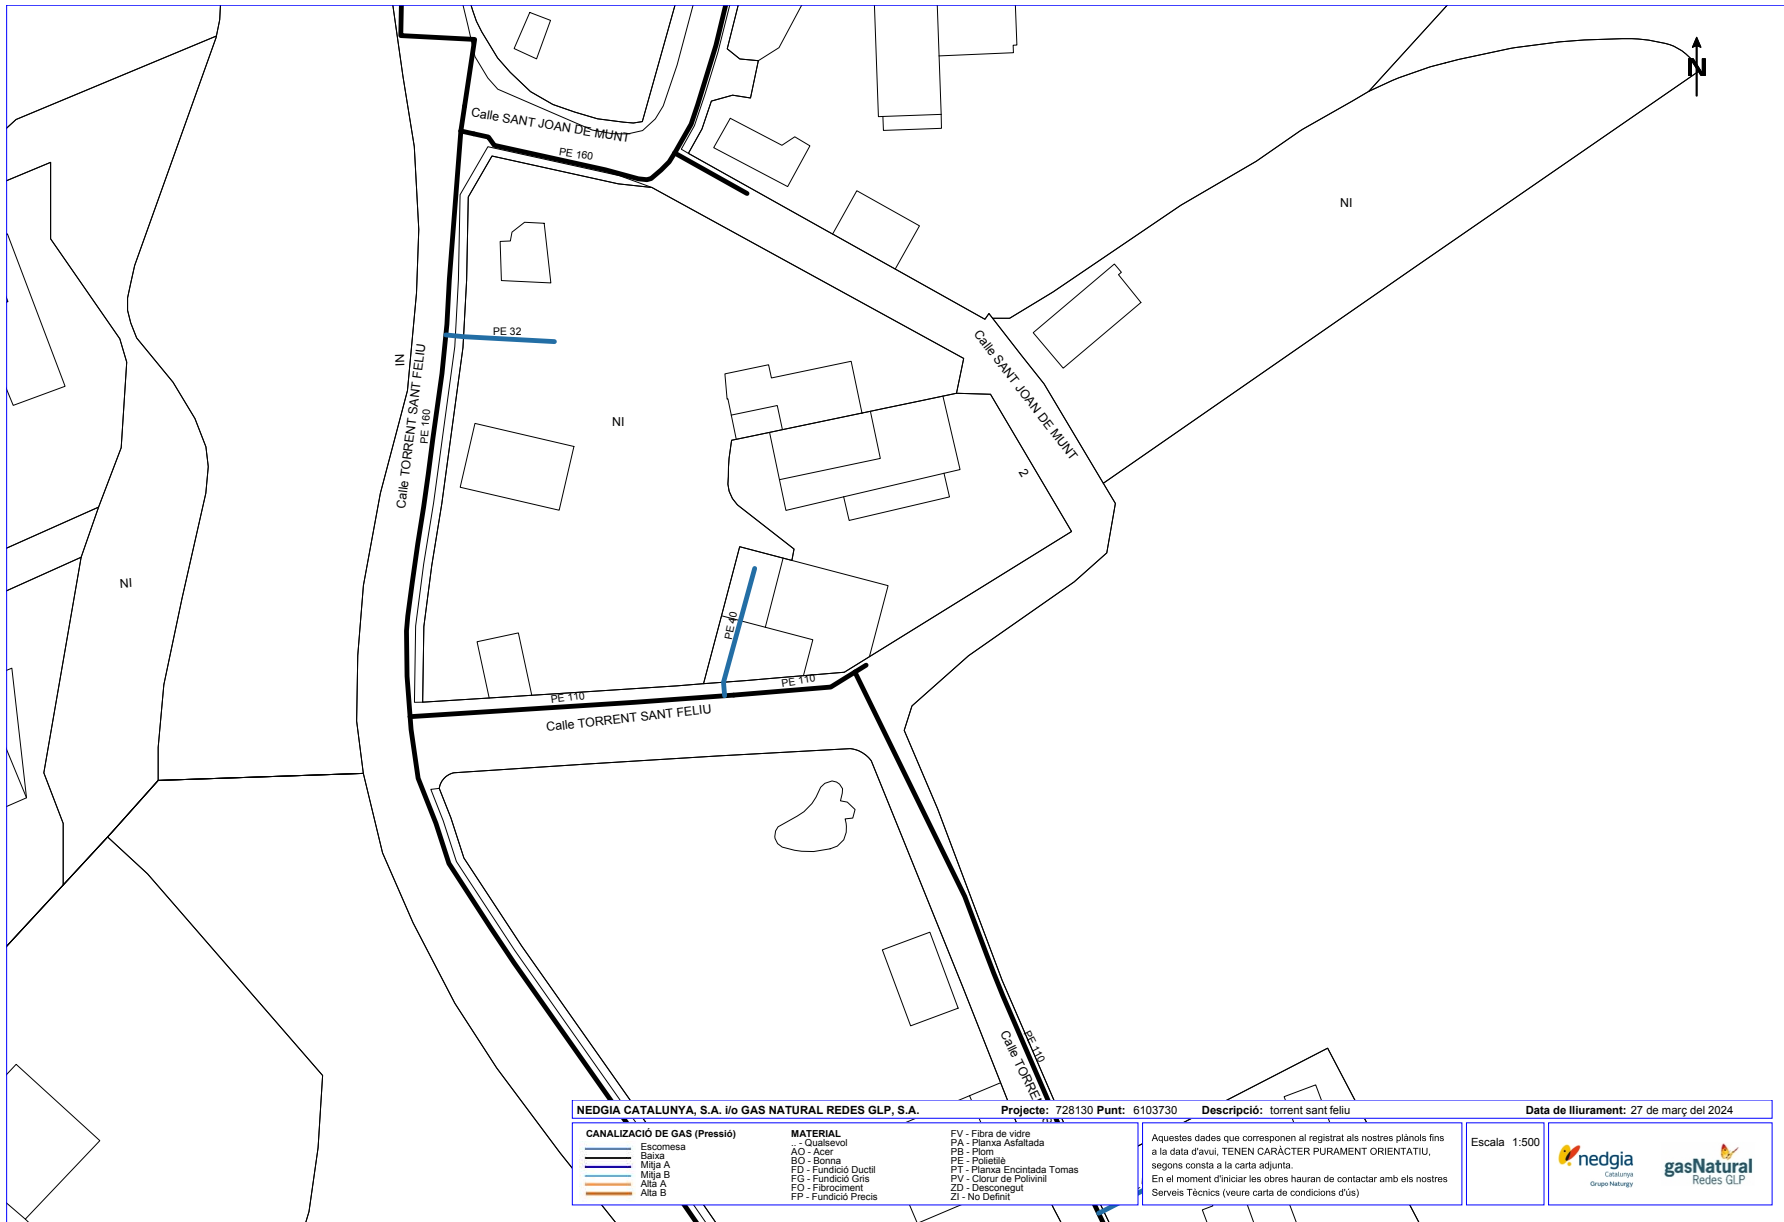 N
Calle SANT JOAN DE MUNT
PE 160
NI
PE 32
NI
Calle TORRENT SANT FELIU
PE 160
NI
Calle SANT JOAN DE MUNT
2
NI
PE 40
PE 110
PE 110
Calle TORRENT SANT FELIU
PE 110
Calle TORRE
NEDGIA CATALUNYA, S.A. i/o GAS NATURAL REDES GLP, S.A. Projecte: 728130 Punt: 6103730 Descripció: torrent sant feliu Data de lliurament: 27 de març del 2024
CANALIZACIÓ DE GAS (Pressió)
Escomesa
Baixa
Mitja A
Mitja B
Alta A
Alta B
MATERIAL
.. - Qualsevol
AO - Acer
BO - Bonna
FD - Fundició Ductil
FG - Fundició Gris
FO - Fibrociment
FP - Fundició Precis
FV - Fibra de vidre
PA - Planxa Asfaltada
PB - Plom
PE - Polietilè
PT - Planxa Encintada Tomas
PV - Clorur de Polivinil
ZD - Desconegut
ZI - No Definit
Aquestes dades que corresponen al registrat als nostres plànols fins
a la data d'avui, TENEN CARÀCTER PURAMENT ORIENTATIU,
segons consta a la carta adjunta.
En el moment d'iniciar les obres hauran de contactar amb els nostres
Serveis Tècnics (veure carta de condicions d'ús)
Escala 1:500
nedgia
Catalunya
Grupo Naturgy
gasNatural
Redes GLP